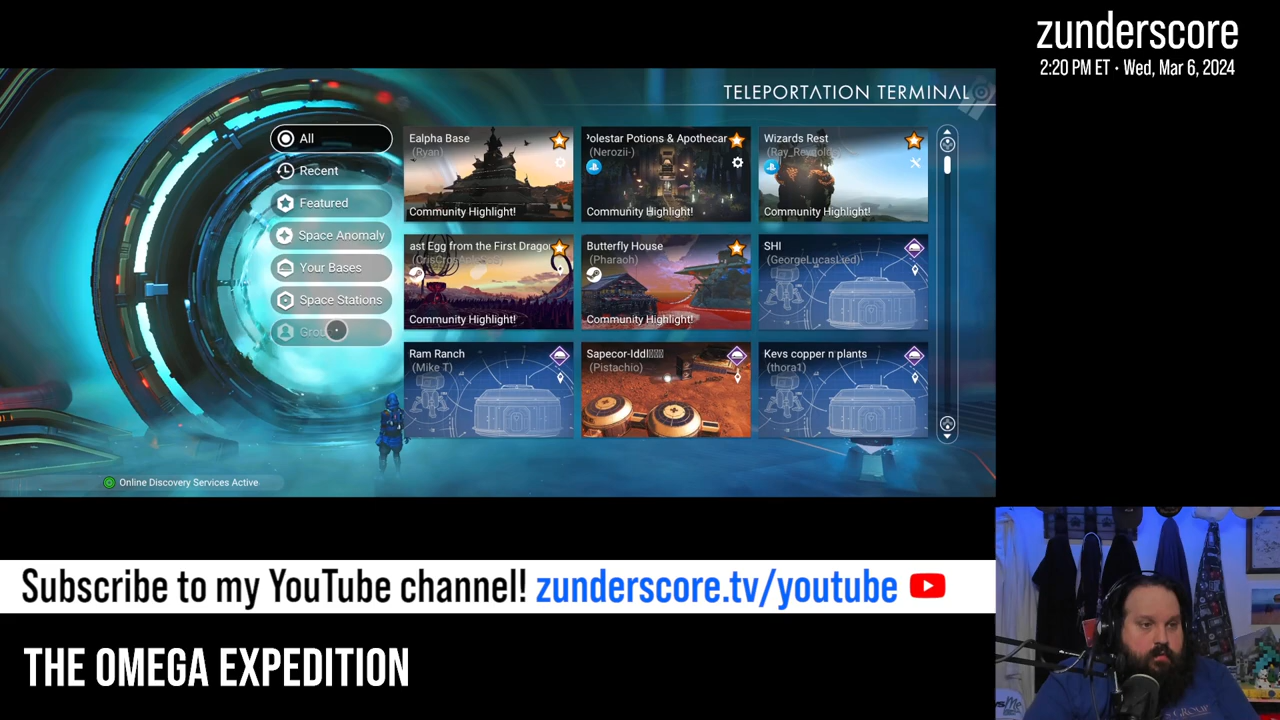 zunderscore
2:20 PM ET • Wed, Mar 6, 2024
TELEPORTATION TERMINAL
All
Recent
Featured
Space Anomaly
Your Bases
Space Stations
Ealpha Base
(Ryan)
Community Highlight!
olestar Potions & Apothecar
(Nerozii-)
Community Highlight!
Wizards Rest
Community Highlight!
ast Egg from the First Drago
Community Highlight!
Butterfly House
(Pharaoh)
Community Highlight!
SHI
(GeorgeLucasLied)
Ram Ranch
(Mike T)
Sapecor-Iddl
(Pistachio)
Kevs copper n plants
(thora1)
Online Discovery Services Active
Subscribe to my YouTube channel! zunderscore.tv/youtube
THE OMEGA EXPEDITION